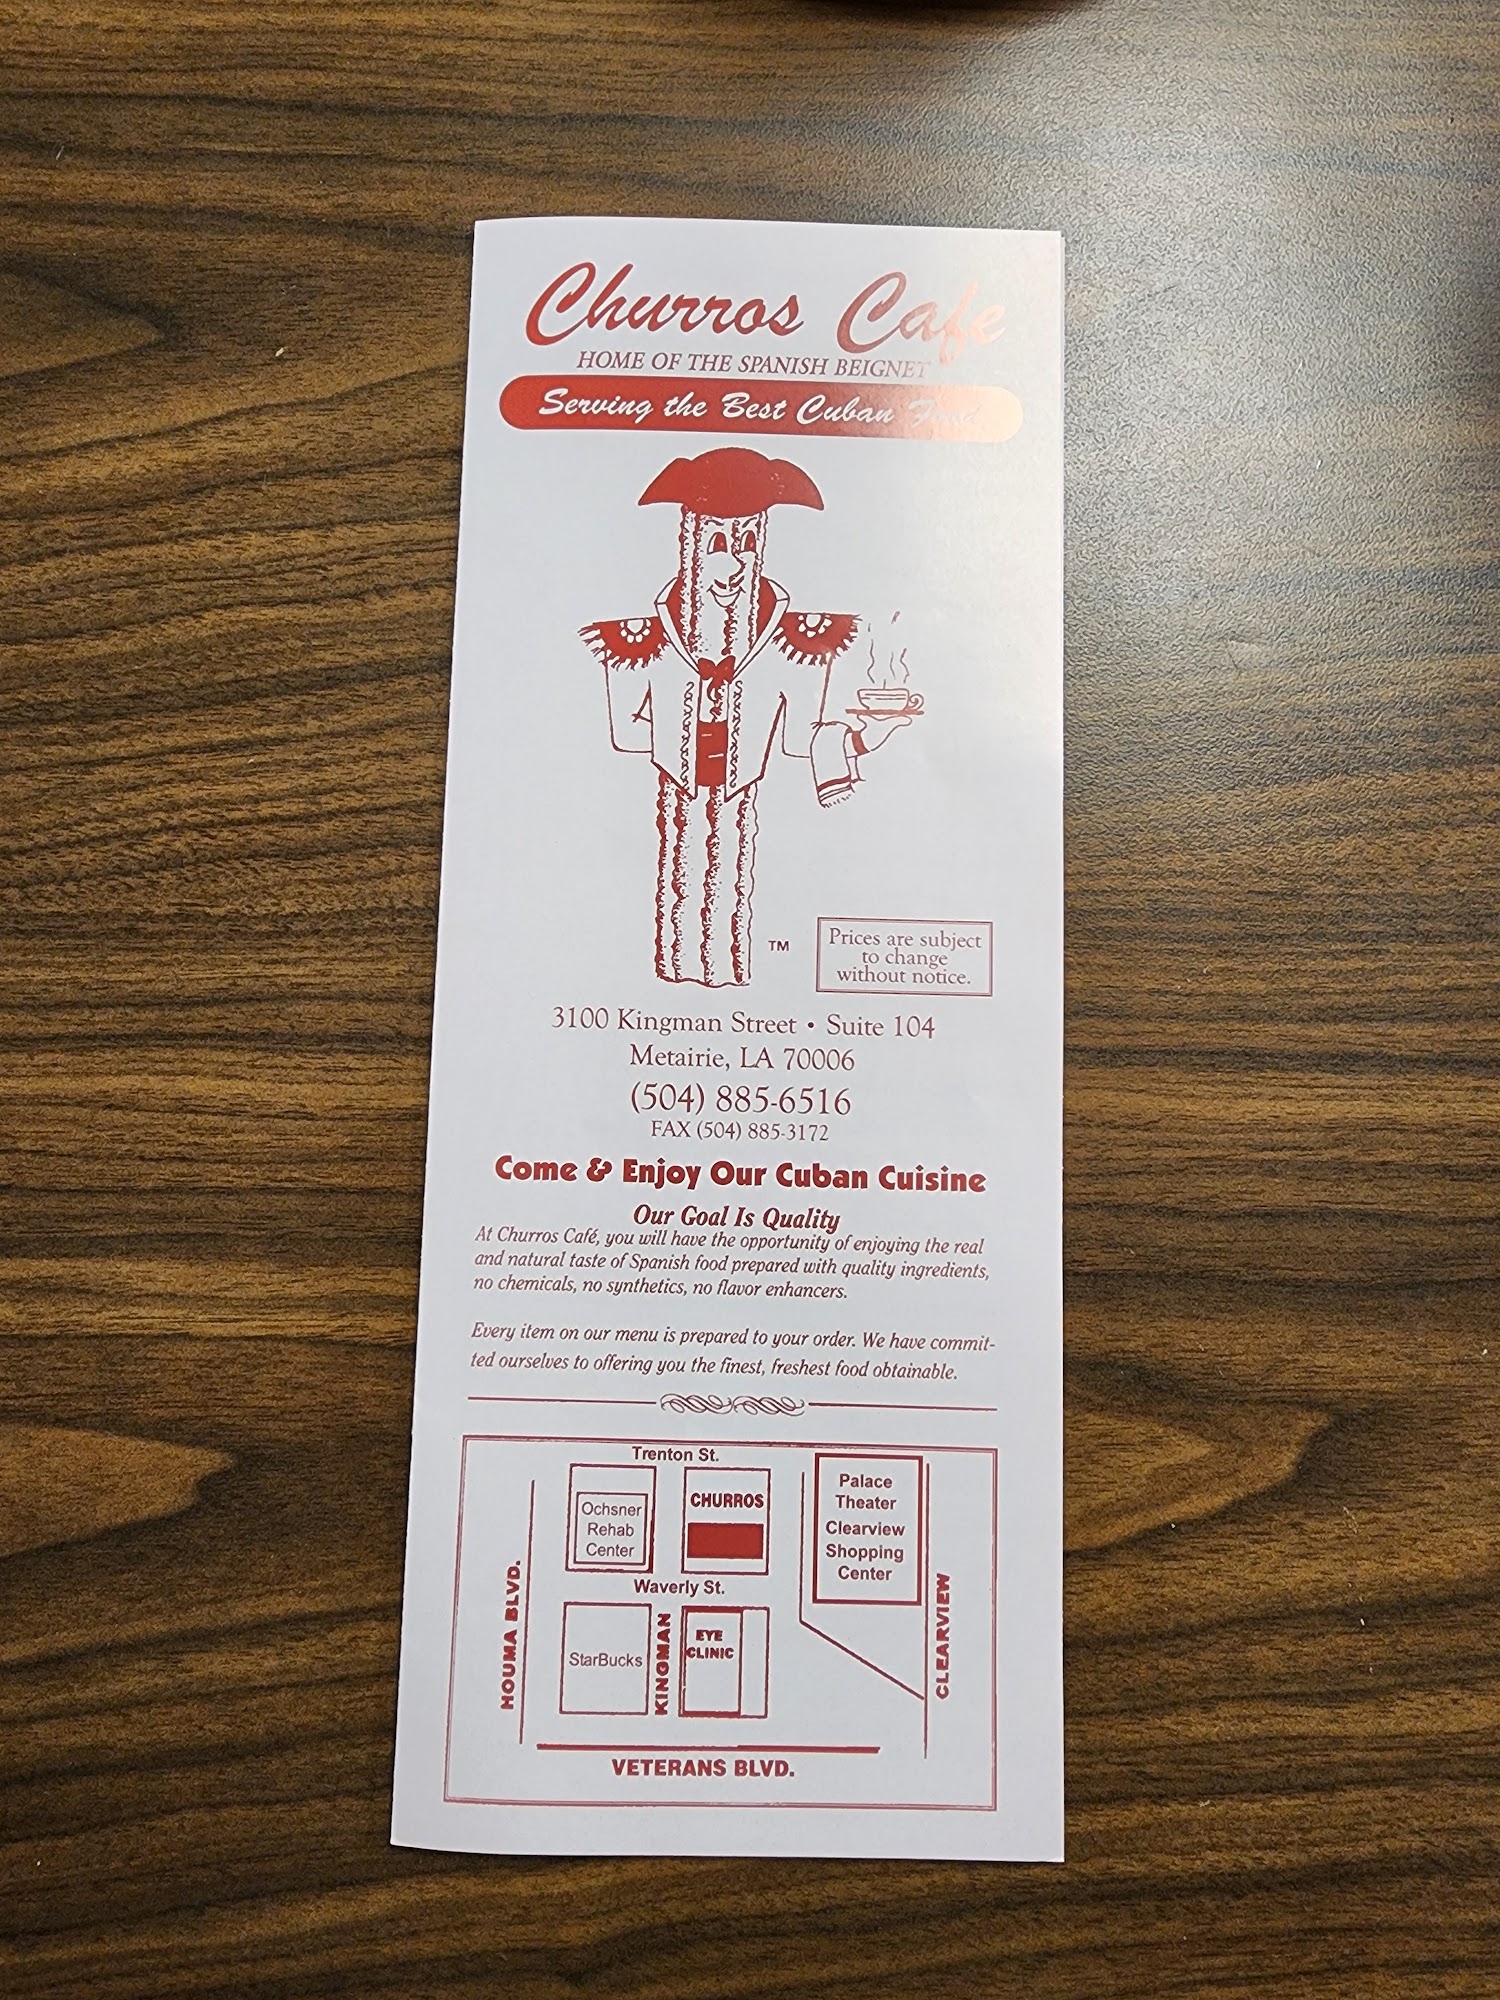 Churros Cafe
HOME OF THE SPANISH BEIGNET
Serving the Best Cuban Food
TM
Prices are subject
to change
without notice.
3100 Kingman Street • Suite 104
Metairie, LA 70006
(504) 885-6516
FAX (504) 885-3172
Come & Enjoy Our Cuban Cuisine
Our Goal Is Quality
At Churros Café, you will have the opportunity of enjoying the real
and natural taste of Spanish food prepared with quality ingredients,
no chemicals, no synthetics, no flavor enhancers.
Every item on our menu is prepared to your order. We have commit-
ted ourselves to offering you the finest, freshest food obtainable.
Trenton St.
Ochsner
Rehab
Center
CHURROS
Palace
Theater
Clearview
Shopping
Center
Waverly St.
HOUMA BLVD.
StarBucks
KINGMAN
EYE
CLINIC
CLEARVIEW
VETERANS BLVD.